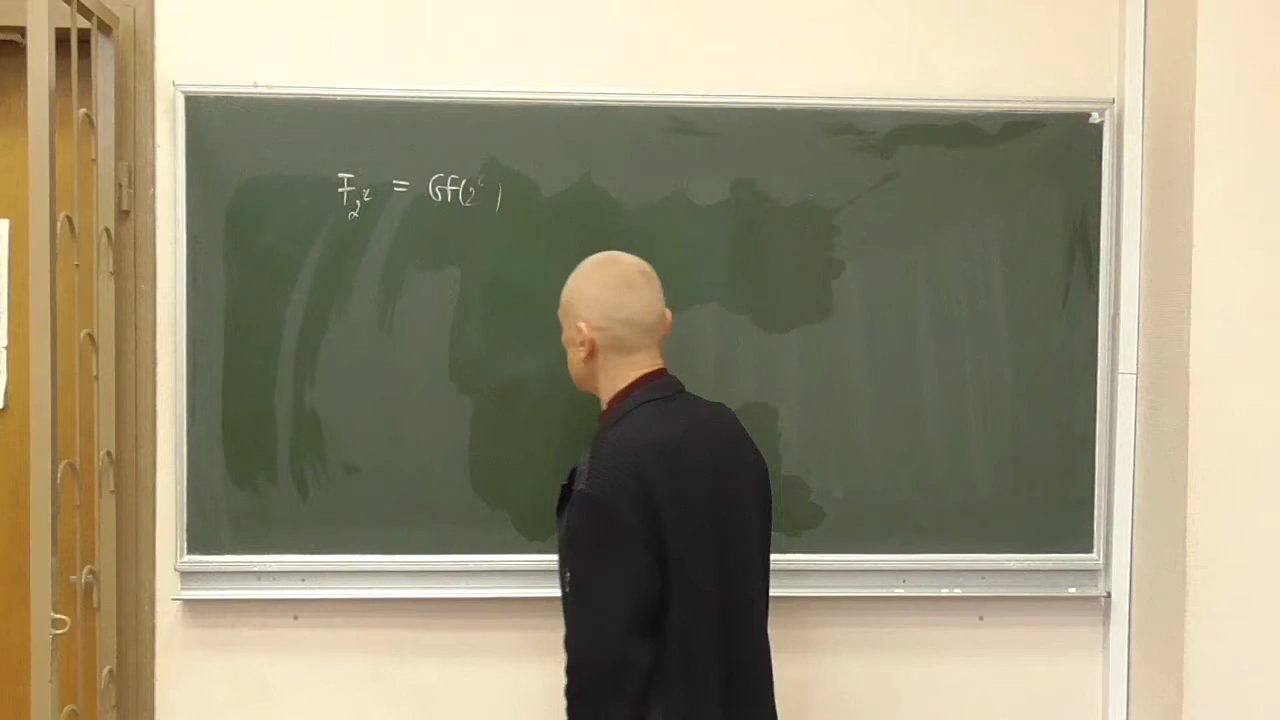 F_{2^r} = GF(2^r)